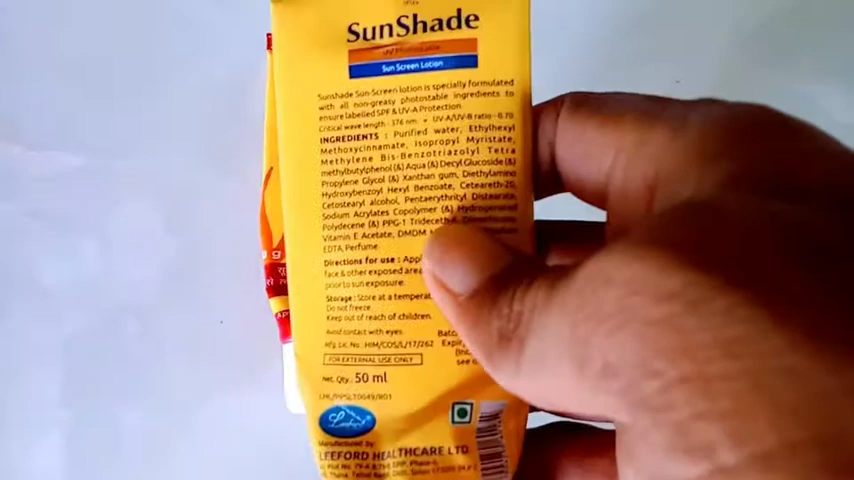 SunShade
Sun Screen Lotion
Sunshade Sun-Screen lotion is specially formulated
with all non-greasy photostable ingredients to
ensure labelled SPF & UV-A Protection
critical wave length - 376 nm • UV-A/UV-B ratio - 0.70
INGREDIENTS : Purified water, Ethylhexyl
Methoxycinnamate, Isopropyl Myristate,
Methylene Bis-benzotriazolyl Tetra
methylbutylphenol (&) Aqua (&) Decyl Glucoside (&)
Propylene Glycol (&) Xanthan gum, Diethylamino
Hydroxybenzoyl Hexyl Benzoate, Ceteareth-20,
Cetostearyl Alcohol, Pentaerythrityl Distearate,
Sodium Acrylates Copolymer (&) Hydrogenated
Polydecene (&) PPG-1 Trideceth
Vitamin E Acetate, DMDM
EDTA, Perfume
Directions for use :
face & other exposed
prior to sun exposure.
Storage: Store at a temperature
do not freeze
Keep out of reach of children.
Avoid contact with eyes.
Mfg. Lic. No. HIM/COS/L/17/262
FOR EXTERNAL USE ONLY
net. Qty. 50 ml
Leeford
Manufactured by
LEEFORD HEALTHCARE LTD.